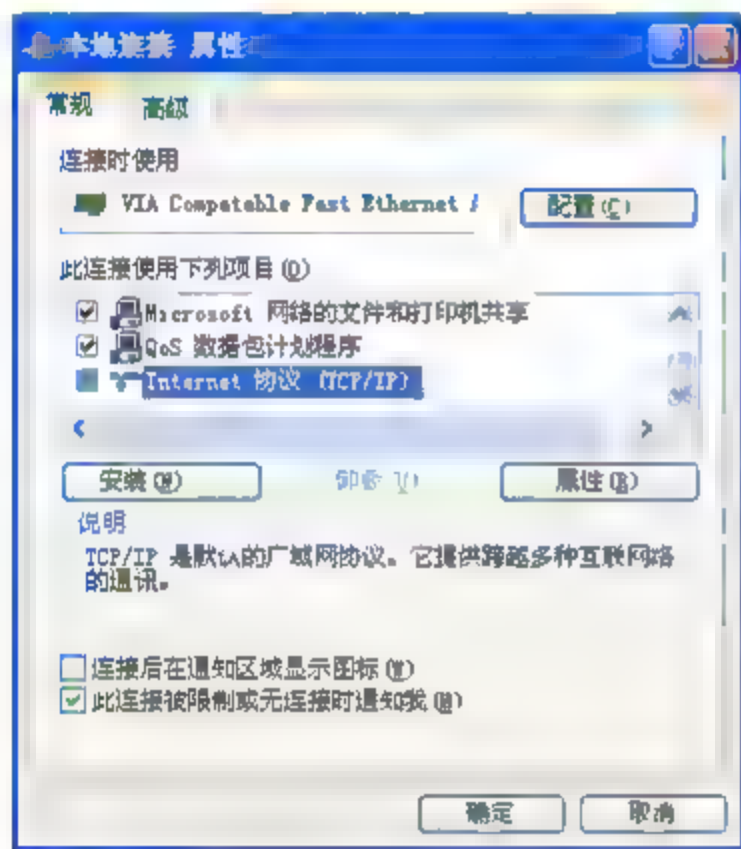 本地连接 属性
常规 高级
连接时使用
VIA Compatable Fast Ethernet A
配置(C)
此连接使用下列项目(O)
Microsoft 网络的文件和打印机共享
QoS 数据包计划程序
Internet 协议 (TCP/IP)
安装(N) 卸载(U) 属性(R)
说明
TCP/IP 是默认的广域网协议。它提供跨越多种互联网络
的通讯。
连接后在通知区域显示图标(W)
此连接被限制或无连接时通知我(M)
确定 取消